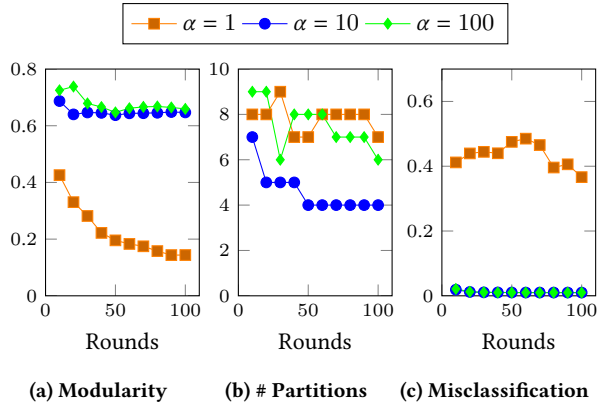 α = 1 α = 10 α = 100
0.8
0.6
0.4
0.2
0
0 50 100
Rounds
(a) Modularity
10
8
6
4
2
0
0 50 100
Rounds
(b) # Partitions
0.6
0.4
0.2
0
0 50 100
Rounds
(c) Misclassification